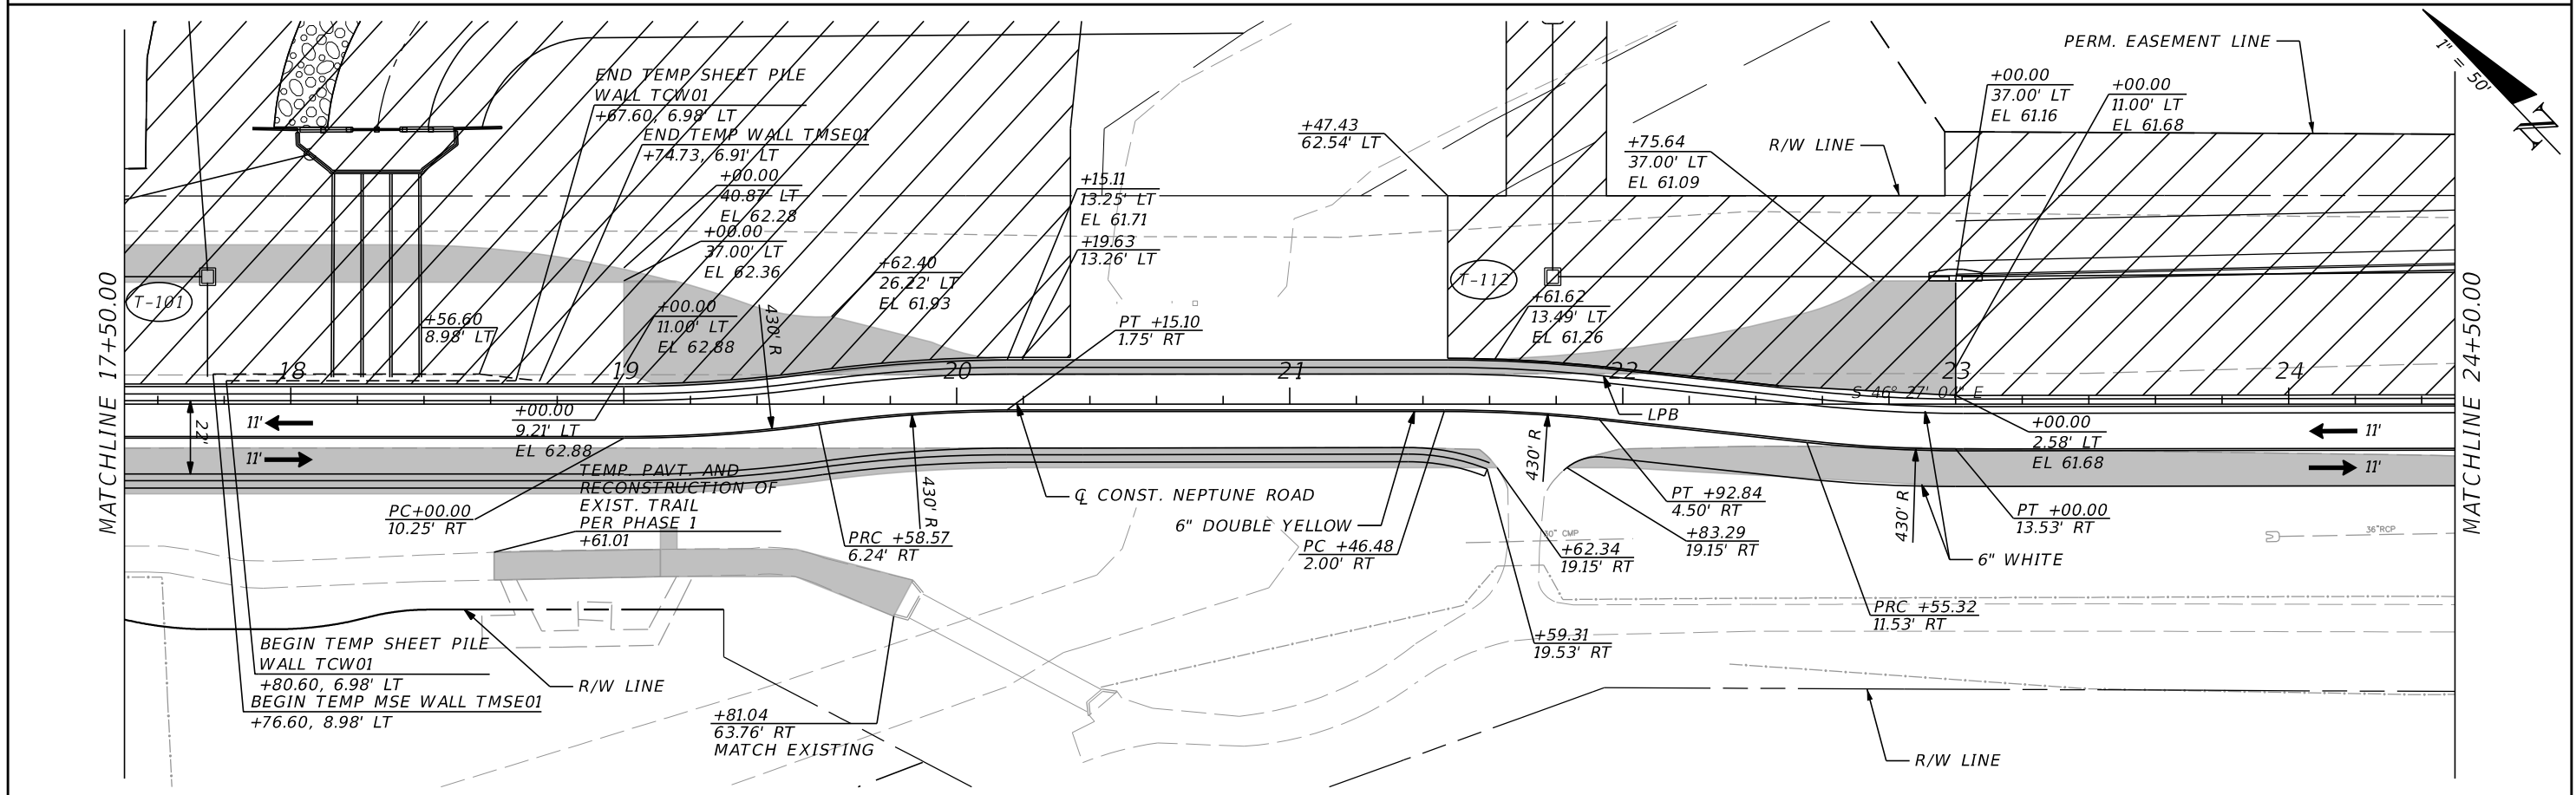 MATCHLINE 17+50.00
END TEMP SHEET PILE
WALL TCW01
+67.60, 6.98' LT
END TEMP WALL TMSE01
+74.73, 6.91' LT
+00.00
40.87' LT
EL 62.28
+00.00
37.00' LT
EL 62.36
+62.40
26.22' LT
EL 61.93
+15.11
13.25' LT
EL 61.71
+19.63
13.26' LT
+47.43
62.54' LT
+75.64
37.00' LT
EL 61.09
R/W LINE
PERM. EASEMENT LINE
+00.00
37.00' LT
EL 61.16
+00.00
11.00' LT
EL 61.68
1" = 50'
N
T-101
+56.60
8.98' LT
+00.00
11.00' LT
EL 62.88
430' R
PT +15.10
1.75' RT
T-112
+61.62
13.49' LT
EL 61.26
18
19
20
21
22
23
24
S 46° 27' 04" E
LPB
22'
11'
11'
+00.00
9.21' LT
EL 62.88
+00.00
2.58' LT
EL 61.68
11'
11'
TEMP. PAVT. AND
RECONSTRUCTION OF
EXIST. TRAIL
PER PHASE 1
+61.01
PC+00.00
10.25' RT
430' R
PRC +58.57
6.24' RT
℄ CONST. NEPTUNE ROAD
6" DOUBLE YELLOW
PC +46.48
2.00' RT
430' R
PT +92.84
4.50' RT
+83.29
19.15' RT
30" CMP
+62.34
19.15' RT
430' R
PT +00.00
13.53' RT
6" WHITE
36"RCP
PRC +55.32
11.53' RT
+59.31
19.53' RT
BEGIN TEMP SHEET PILE
WALL TCW01
+80.60, 6.98' LT
BEGIN TEMP MSE WALL TMSE01
+76.60, 8.98' LT
R/W LINE
+81.04
63.76' RT
MATCH EXISTING
R/W LINE
MATCHLINE 24+50.00